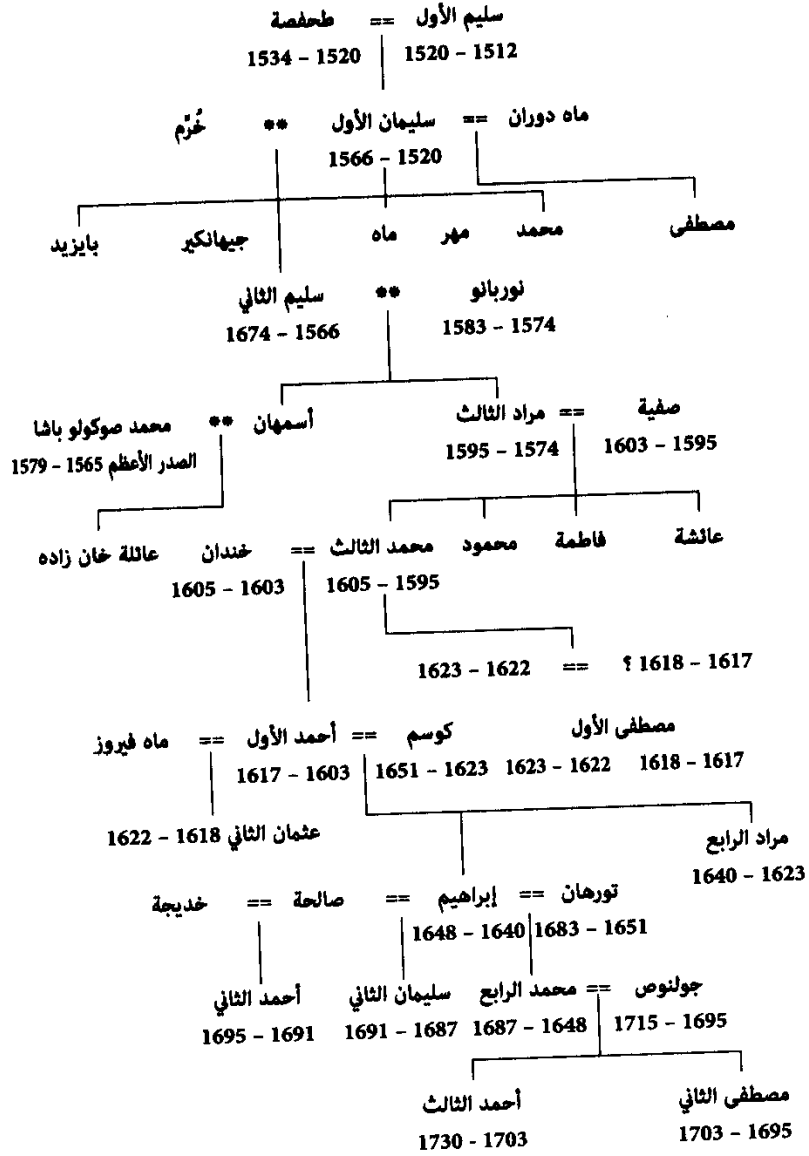 سليم الأول == طحفصة
1512 – 1520 1520 – 1534
ماه دوران == سليمان الأول ** خُرَّم
1520 – 1566
مصطفى محمد مهر ماه جيهانكير بايزيد
نوربانو ** سليم الثاني
1574 – 1583 1566 – 1674
صفية == مراد الثالث أسمهان ** محمد صوكولو باشا
1595 – 1603 1574 – 1595 الصدر الأعظم 1565 – 1579
عائشة فاطمة محمود محمد الثالث == خندان عائلة خان زاده
1595 – 1605 1603 – 1605
1617 – 1618 ؟ == 1622 – 1623
مصطفى الأول كوسم == أحمد الأول == ماه فيروز
1617 – 1618 1622 – 1623 1623 – 1651 1603 – 1617
مراد الرابع عثمان الثاني 1618 – 1622
1623 – 1640
تورهان == إبراهيم == صالحة == خديجة
1651 – 1683 1640 – 1648
جولنوص == محمد الرابع سليمان الثاني أحمد الثاني
1695 – 1715 1648 – 1687 1687 – 1691 1691 – 1695
مصطفى الثاني أحمد الثالث
1695 – 1703 1703 - 1730